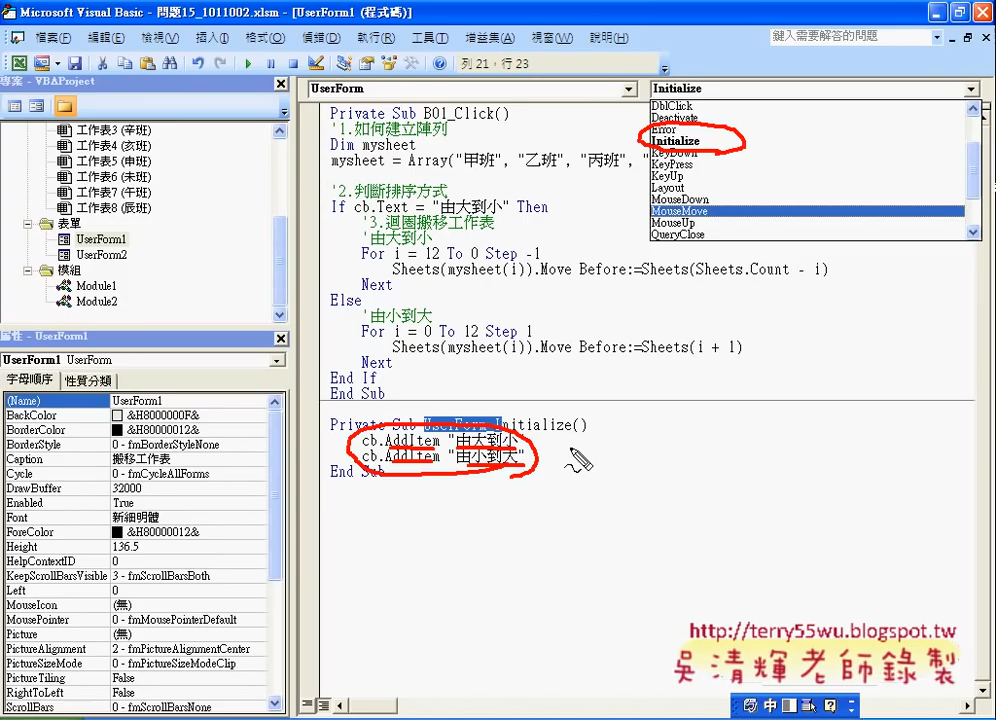 Microsoft Visual Basic - 問題15_1011002.xlsm - [UserForm1 (程式碼)]
檔案(F) 編輯(E) 檢視(V) 插入(I) 格式(O) 偵錯(D) 執行(R) 工具(T) 增益集(A) 視窗(W) 說明(H) 鍵入需要解答的問題
列 21, 行 23
專案 - VBAProject
工作表3 (辛班)
工作表4 (亥班)
工作表5 (申班)
工作表6 (未班)
工作表7 (午班)
工作表8 (辰班)
表單
UserForm1
UserForm2
模組
Module1
Module2
屬性 - UserForm1
UserForm1 UserForm
字母順序 性質分類
(Name) UserForm1
BackColor &H8000000F&
BorderColor &H80000012&
BorderStyle 0 - fmBorderStyleNone
Caption 搬移工作表
Cycle 0 - fmCycleAllForms
DrawBuffer 32000
Enabled True
Font 新細明體
ForeColor &H80000012&
Height 136.5
HelpContextID 0
KeepScrollBarsVisible 3 - fmScrollBarsBoth
Left 0
MouseIcon (無)
MousePointer 0 - fmMousePointerDefault
Picture (無)
PictureAlignment 2 - fmPictureAlignmentCenter
PictureSizeMode 0 - fmPictureSizeModeClip
PictureTiling False
RightToLeft False
ScrollBars 0 - fmScrollBarsNone
UserForm Initialize
DblClick
Deactivate
Error
Initialize
KeyDown
KeyPress
KeyUp
Layout
MouseDown
MouseMove
MouseUp
QueryClose
Private Sub B01_Click()
'1.如何建立陣列
Dim mysheet
mysheet = Array("甲班", "乙班", "丙班", "
'2.判斷排序方式
If cb.Text = "由大到小" Then
'3.迴圈搬移工作表
'由大到小
For i = 12 To 0 Step -1
Sheets(mysheet(i)).Move Before:=Sheets(Sheets.Count - i)
Next
Else
'由小到大
For i = 0 To 12 Step 1
Sheets(mysheet(i)).Move Before:=Sheets(i + 1)
Next
End If
End Sub
Private Sub UserForm_Initialize()
cb.AddItem "由大到小
cb.AddItem "由小到大"
End Sub
http://terry55wu.blogspot.tw
吳清輝老師錄製
中